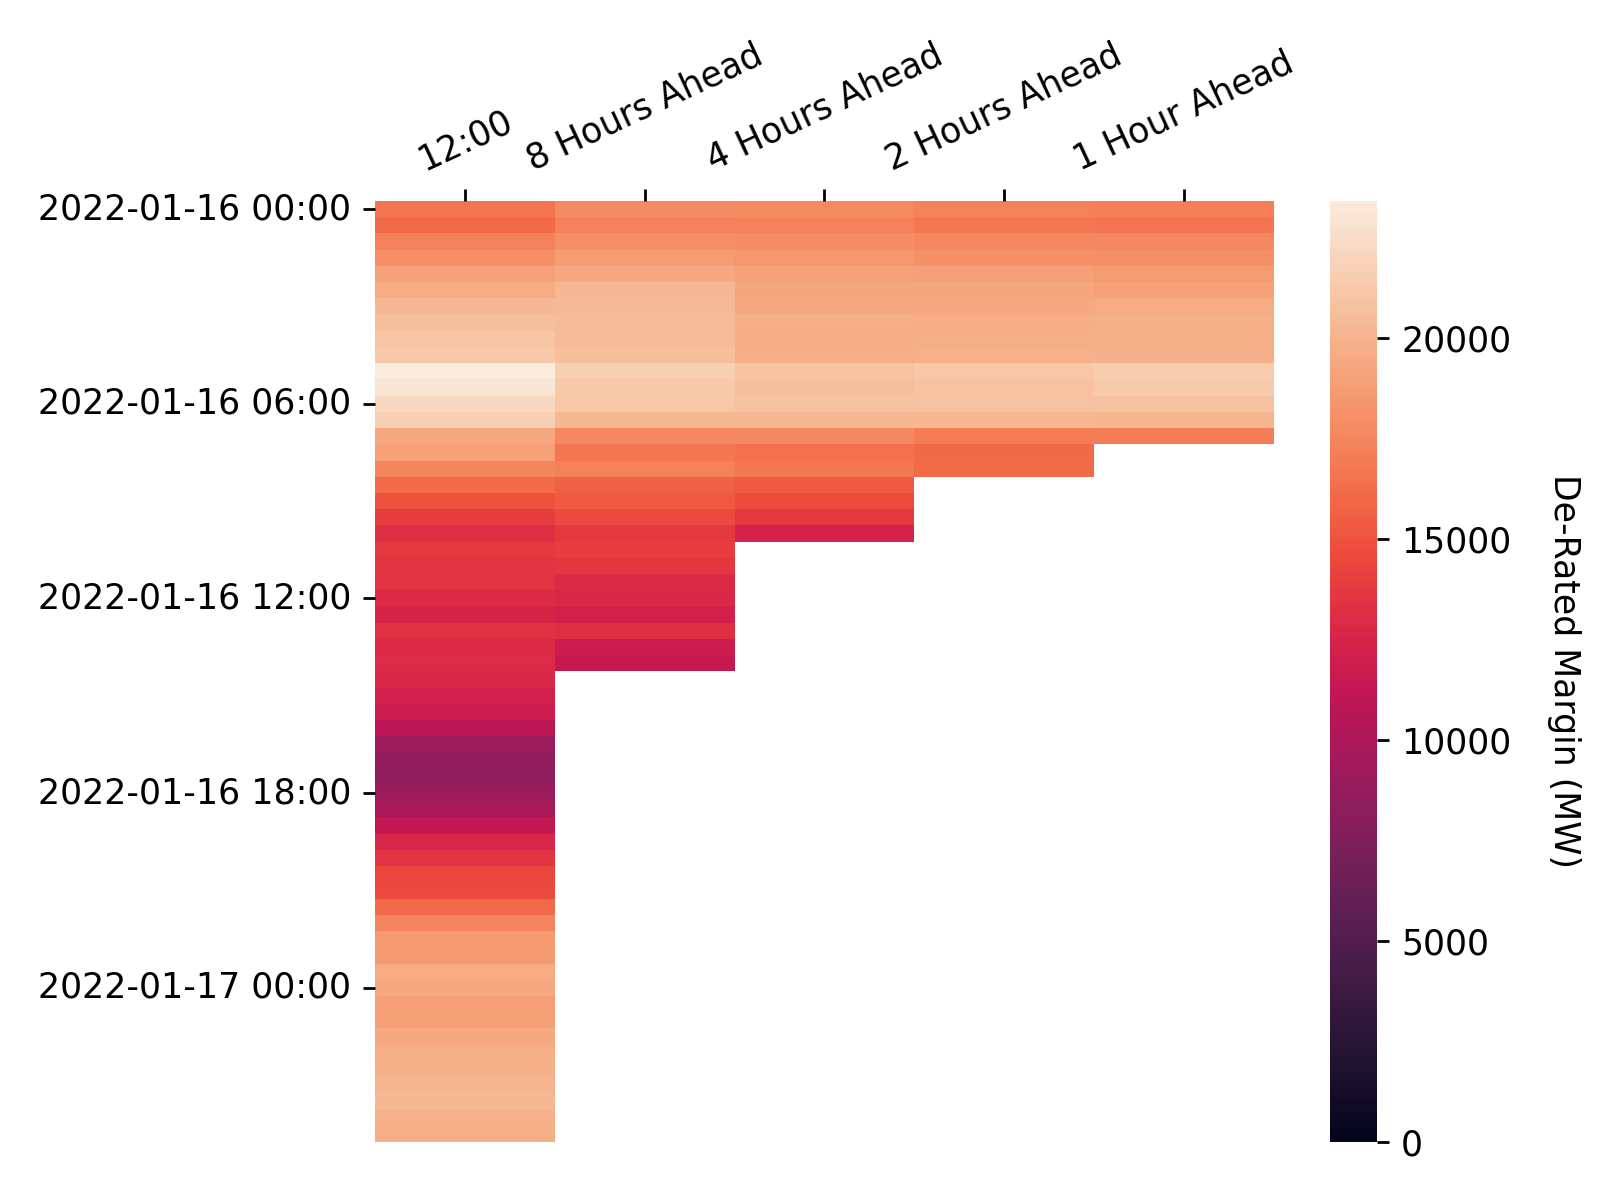 12:00
8 Hours Ahead
4 Hours Ahead
2 Hours Ahead
1 Hour Ahead
2022-01-16 00:00
2022-01-16 06:00
2022-01-16 12:00
2022-01-16 18:00
2022-01-17 00:00
20000
15000
10000
5000
0
De-Rated Margin (MW)